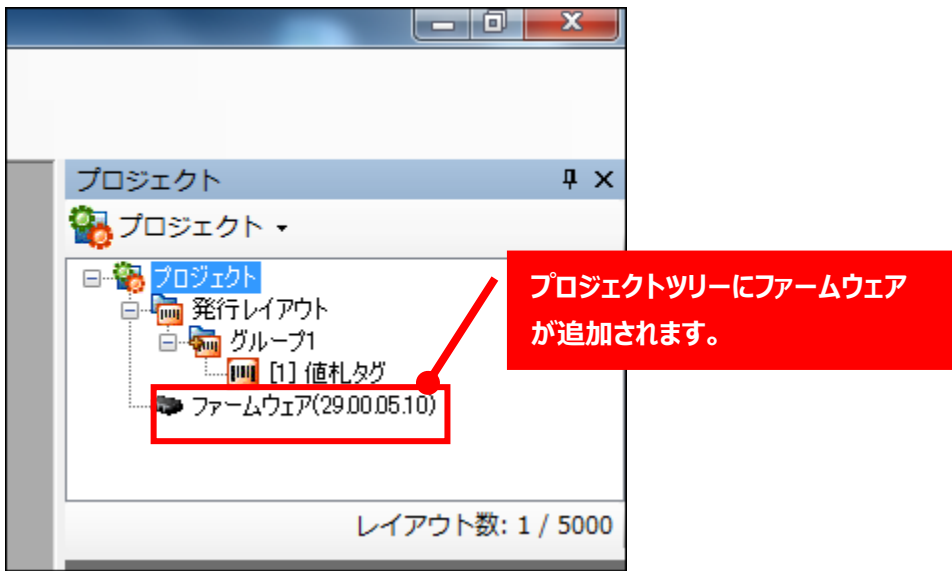 プロジェクト
プロジェクト
プロジェクト
発行レイアウト
グループ1
[1] 値札タグ
ファームウェア(29.00.05.10)
レイアウト数: 1 / 5000
プロジェクトツリーにファームウェア
が追加されます。